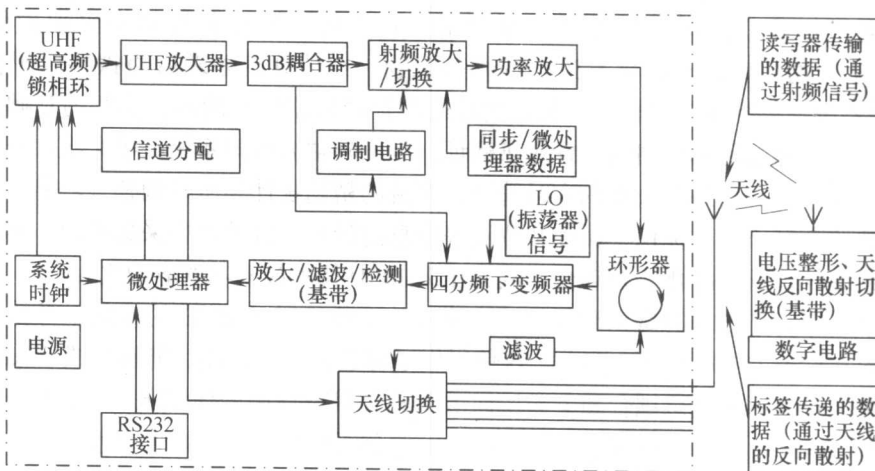 UHF
(超高频)
锁相环
UHF放大器
3dB耦合器
射频放大
/切换
功率放大
读写器传输
的数据（通
过射频信号）
信道分配
调制电路
同步/微处
理器数据
天线
LO
(振荡器)
信号
系统
时钟
微处理器
放大/滤波/检测
(基带)
四分频下变频器
环形器
电压整形、天
线反向散射切
换(基带)
电源
滤波
数字电路
天线切换
RS232
接口
标签传递的数
据（通过天线
的反向散射）